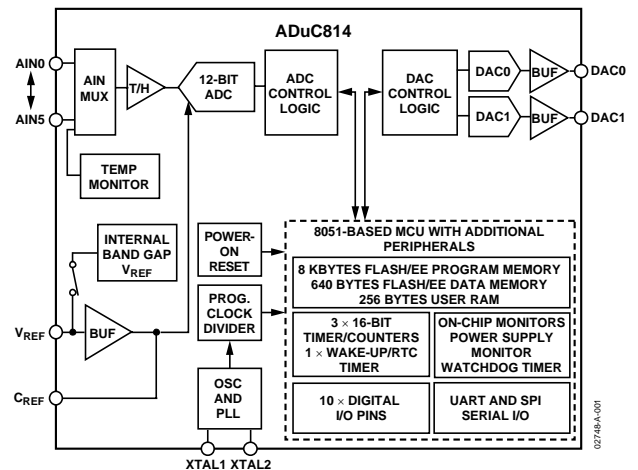 ADuC814
AIN0
AIN5
AIN
MUX
T/H
12-BIT
ADC
ADC
CONTROL
LOGIC
DAC
CONTROL
LOGIC
DAC0
BUF
DAC0
DAC1
BUF
DAC1
TEMP
MONITOR
INTERNAL
BAND GAP
VREF
POWER-
ON
RESET
8051-BASED MCU WITH ADDITIONAL
PERIPHERALS
8 KBYTES FLASH/EE PROGRAM MEMORY
640 BYTES FLASH/EE DATA MEMORY
256 BYTES USER RAM
VREF
BUF
PROG.
CLOCK
DIVIDER
3 × 16-BIT
TIMER/COUNTERS
1 × WAKE-UP/RTC
TIMER
ON-CHIP MONITORS
POWER SUPPLY
MONITOR
WATCHDOG TIMER
CREF
OSC
AND
PLL
10 × DIGITAL
I/O PINS
UART AND SPI
SERIAL I/O
XTAL1 XTAL2
02748-A-001